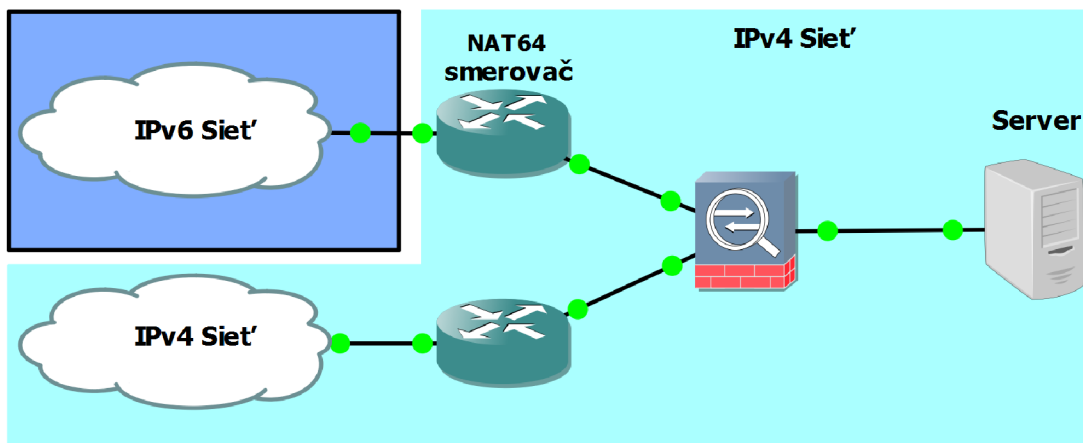 NAT64
smerovač
IPv4 Sieť
IPv6 Sieť
Server
IPv4 Sieť